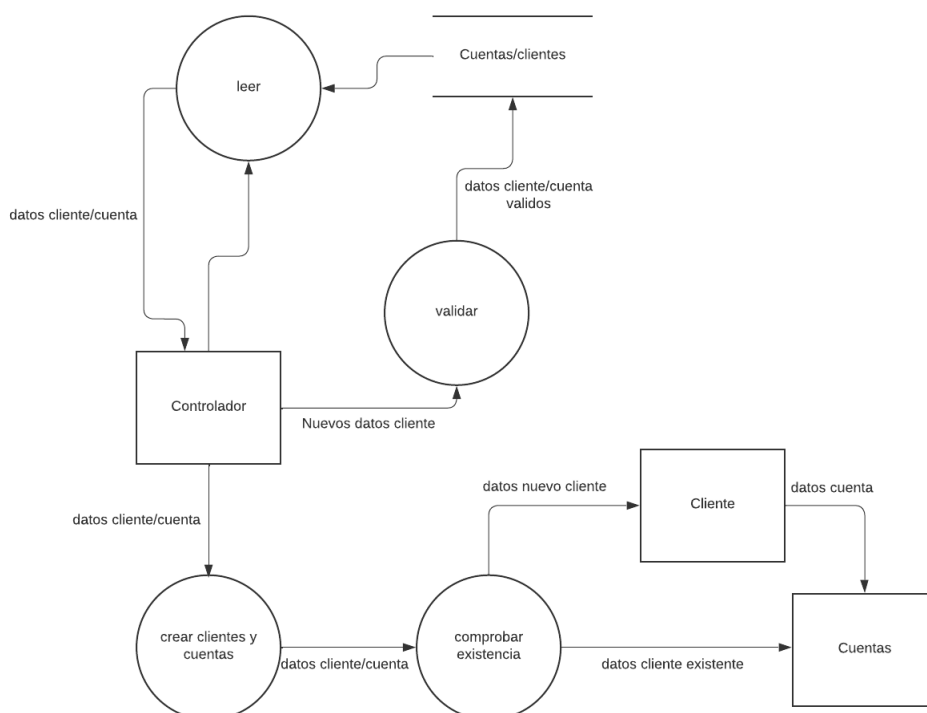 Cuentas/clientes
leer
datos cliente/cuenta
validos
datos cliente/cuenta
validar
Controlador
Nuevos datos cliente
datos nuevo cliente
Cliente
datos cuenta
datos cliente/cuenta
crear clientes y
cuentas
datos cliente/cuenta
comprobar
existencia
datos cliente existente
Cuentas